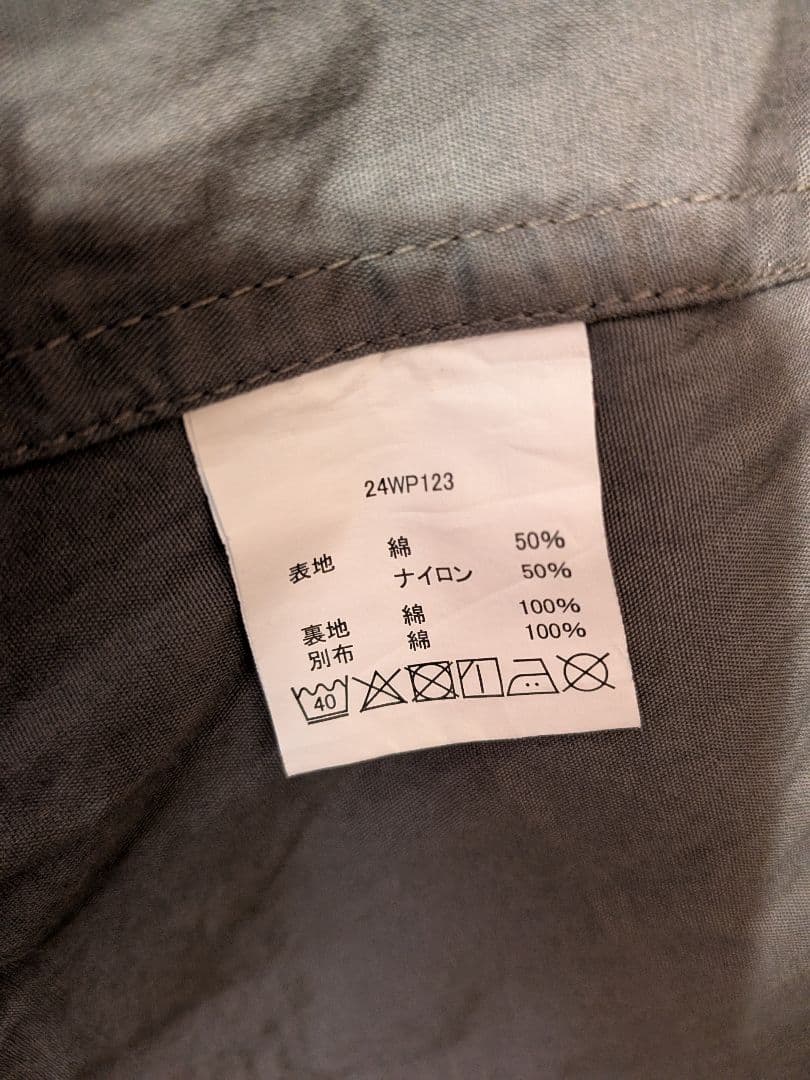 24WP123
表地 綿 50%
ナイロン 50%
裏地 綿 100%
別布 綿 100%
40